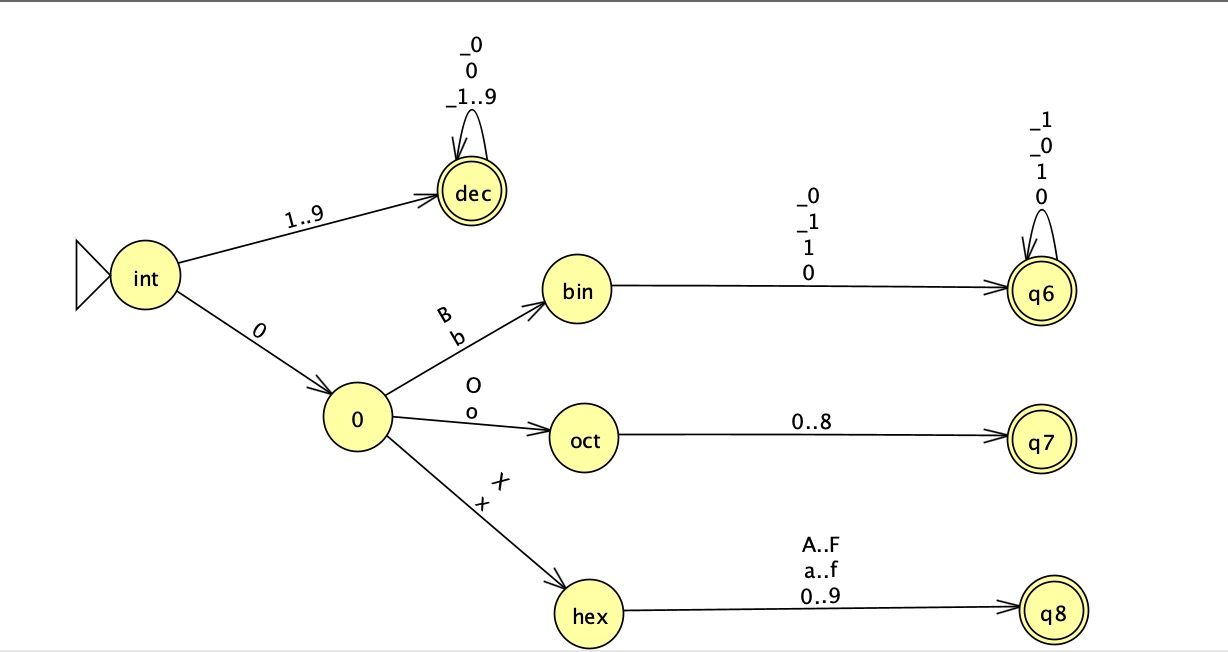 _0
0
_1..9
dec
1..9
int
0
0
B
b
bin
_0
_1
1
0
_1
_0
1
0
q6
O
o
oct
0..8
q7
X
x
hex
A..F
a..f
0..9
q8